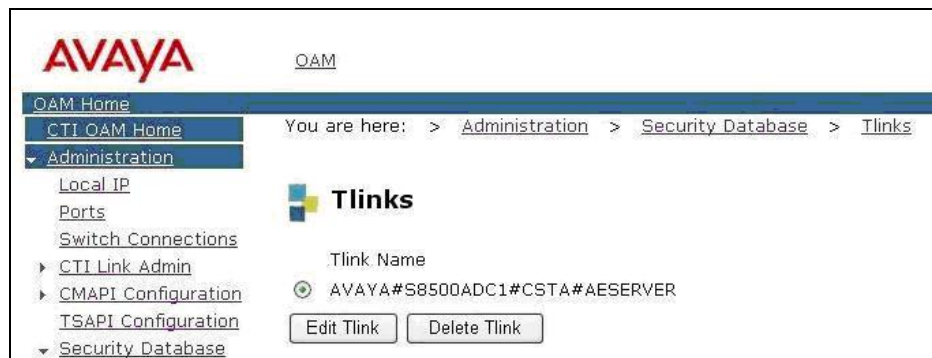 AVAYA
OAM
OAM Home
CTI OAM Home
You are here: > Administration > Security Database > Tlinks
Administration
Local IP
Ports
Switch Connections
CTI Link Admin
CMAPI Configuration
TSAPI Configuration
Security Database
Tlinks
Tlink Name
AVAYA#S8500ADC1#CSTA#AESERVER
Edit Tlink
Delete Tlink